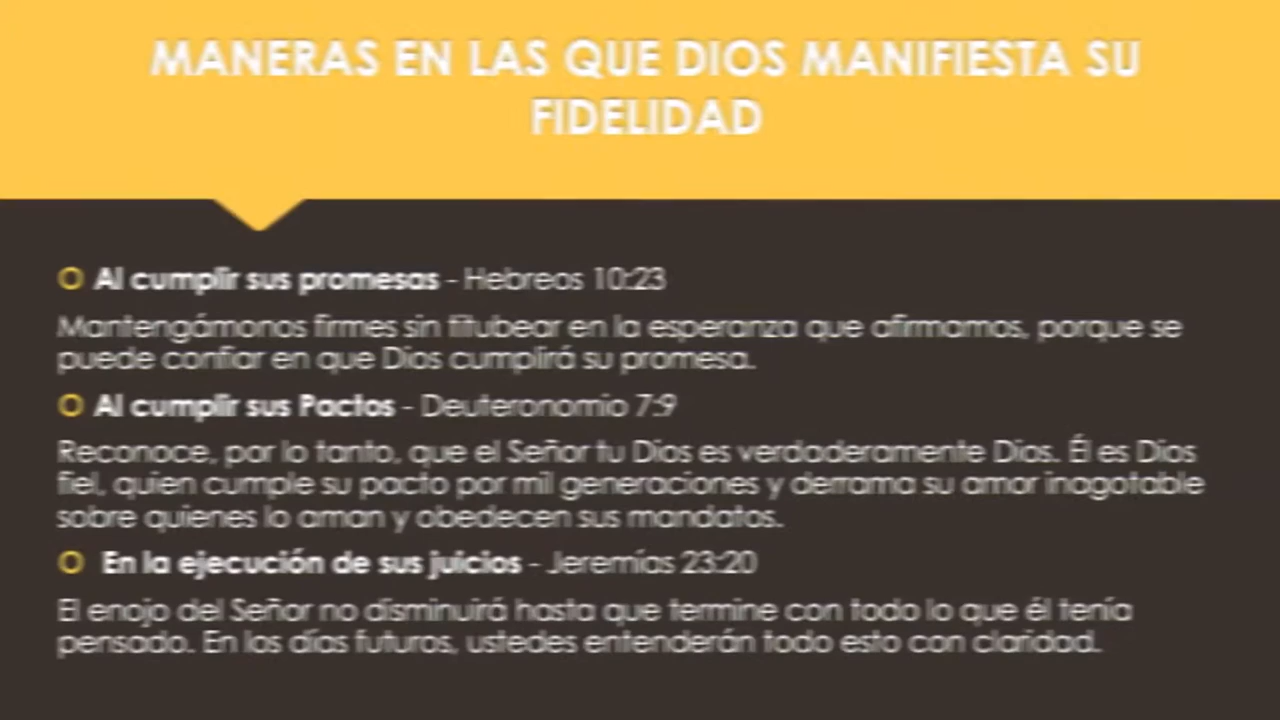 MANERAS EN LAS QUE DIOS MANIFIESTA SU
FIDELIDAD
Al cumplir sus promesas - Hebreos 10:23
Mantengámonos firmes sin titubear en la esperanza que afirmamos, porque se
puede confiar en que Dios cumplirá su promesa.
Al cumplir sus Pactos - Deuteronomio 7:9
Reconoce, por lo tanto, que el Señor tu Dios es verdaderamente Dios. Él es Dios
fiel, quien cumple su pacto por mil generaciones y derrama su amor inagotable
sobre quienes lo aman y obedecen sus mandatos.
En la ejecución de sus juicios - Jeremías 23:20
El enojo del Señor no disminuirá hasta que termine con todo lo que él tenía
pensado. En los días futuros, ustedes entenderán todo esto con claridad.